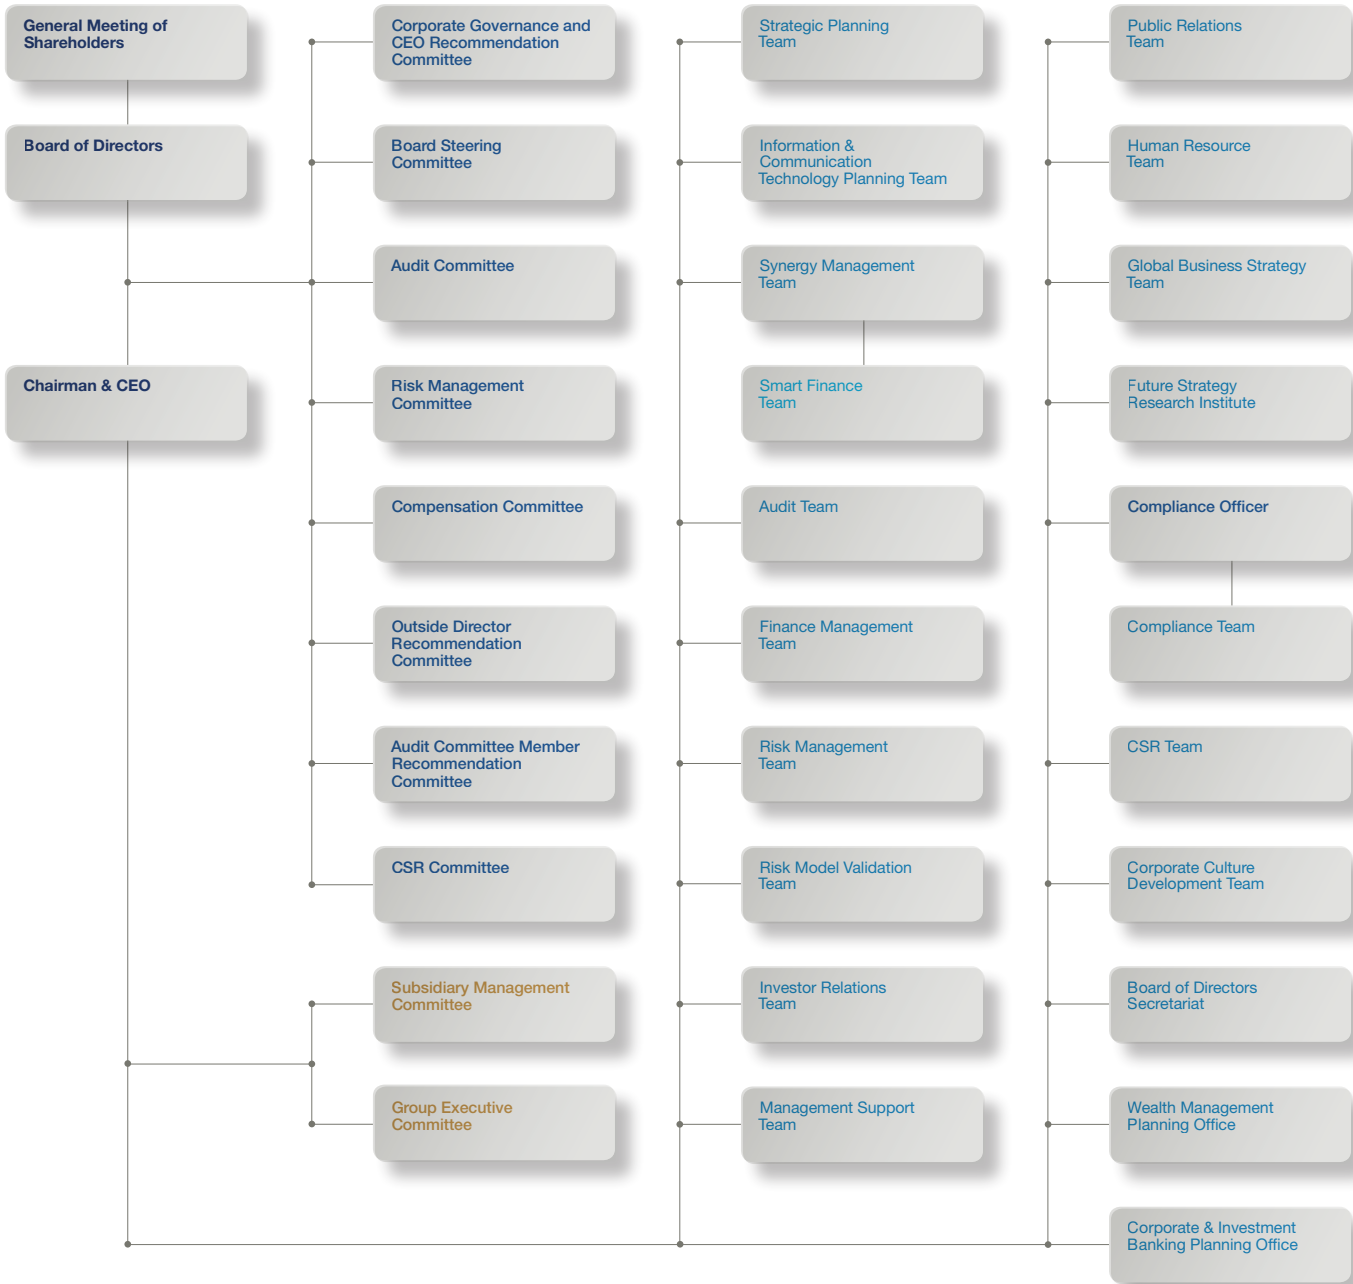 General Meeting of
Shareholders
Board of Directors
Chairman & CEO
Corporate Governance and
CEO Recommendation
Committee
Board Steering
Committee
Audit Committee
Risk Management
Committee
Compensation Committee
Outside Director
Recommendation
Committee
Audit Committee Member
Recommendation
Committee
CSR Committee
Subsidiary Management
Committee
Group Executive
Committee
Strategic Planning
Team
Information &
Communication
Technology Planning Team
Synergy Management
Team
Smart Finance
Team
Audit Team
Finance Management
Team
Risk Management
Team
Risk Model Validation
Team
Investor Relations
Team
Management Support
Team
Public Relations
Team
Human Resource
Team
Global Business Strategy
Team
Future Strategy
Research Institute
Compliance Officer
Compliance Team
CSR Team
Corporate Culture
Development Team
Board of Directors
Secretariat
Wealth Management
Planning Office
Corporate & Investment
Banking Planning Office